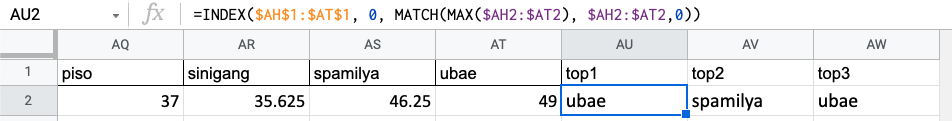 AU2 fx =INDEX($AH$1:$AT$1, 0, MATCH(MAX($AH2:$AT2), $AH2:$AT2,0))
AQ AR AS AT AU AV AW
1 piso sinigang spamilya ubae top1 top2 top3
2 37 35.625 46.25 49 ubae spamilya ubae